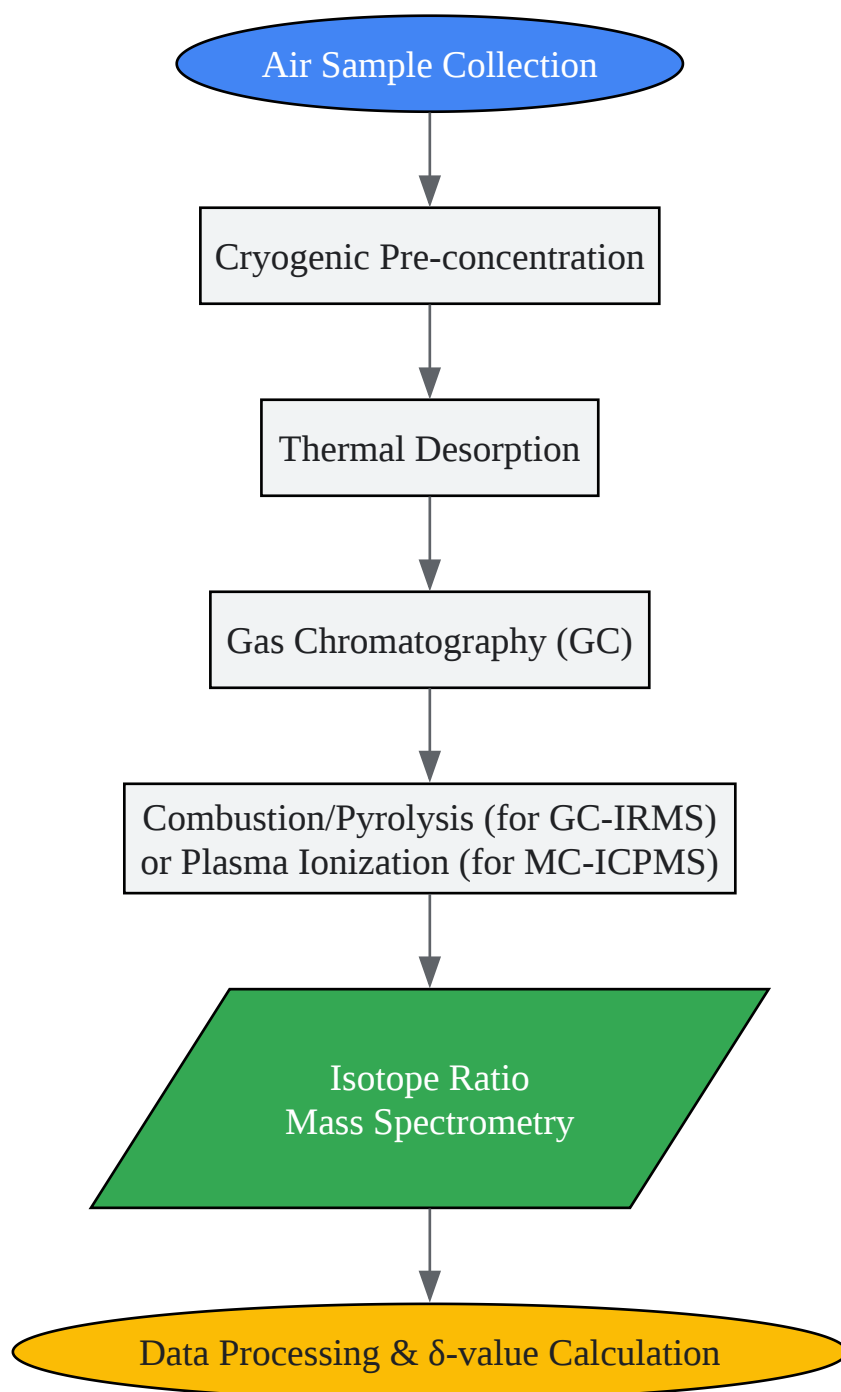 Air Sample Collection
Cryogenic Pre-concentration
Thermal Desorption
Gas Chromatography (GC)
Combustion/Pyrolysis (for GC-IRMS)
or Plasma Ionization (for MC-ICPMS)
Isotope Ratio
Mass Spectrometry
Data Processing & δ-value Calculation